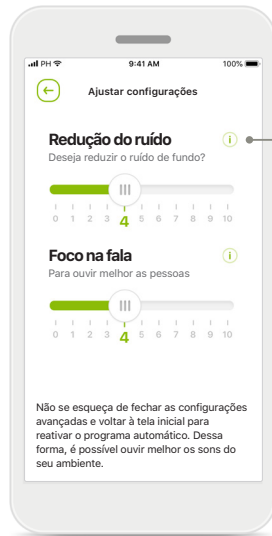 PH 9:41 AM 100%
Ajustar configurações
Redução do ruído
Deseja reduzir o ruído de fundo?
0 1 2 3 4 5 6 7 8 9 10
Foco na fala
Para ouvir melhor as pessoas
0 1 2 3 4 5 6 7 8 9 10
Não se esqueça de fechar as configurações
avançadas e voltar à tela inicial para
reativar o programa automático. Dessa
forma, é possível ouvir melhor os sons do
seu ambiente.